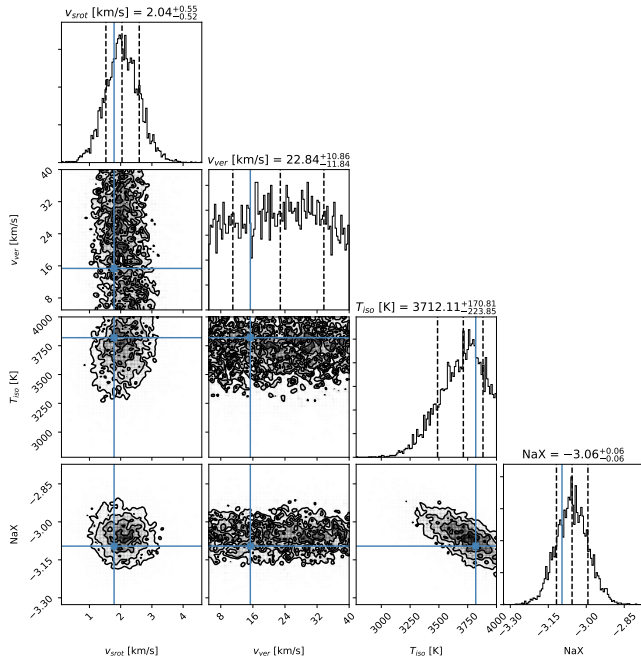 v_srot [km/s] = 2.04^{+0.55}_{-0.52}
40
32
24
16
8
v_ver [km/s]
v_ver [km/s] = 22.84^{+10.86}_{-11.84}
4000
3750
3500
3250
3000
T_iso [K]
T_iso [K] = 3712.11^{+170.81}_{-223.85}
−2.85
−3.00
−3.15
−3.30
NaX
NaX = −3.06^{+0.06}_{-0.06}
1 2 3 4
v_srot [km/s]
8 16 24 32 40
v_ver [km/s]
3000 3250 3500 3750 4000
T_iso [K]
−3.30 −3.15 −3.00 −2.85
NaX